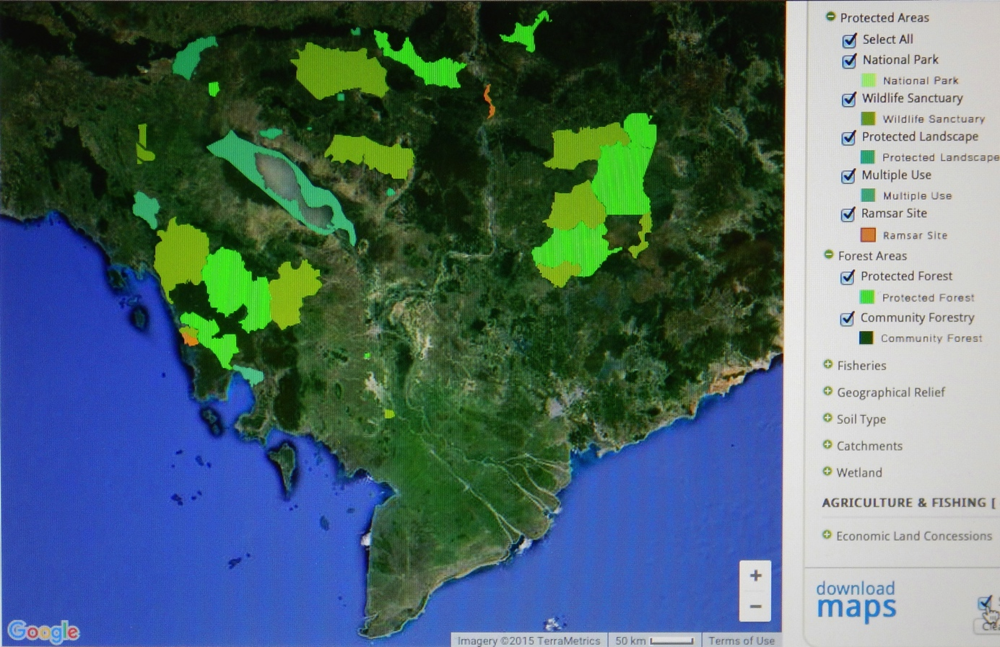 Protected Areas
Select All
National Park
National Park
Wildlife Sanctuary
Wildlife Sanctuary
Protected Landscape
Protected Landscape
Multiple Use
Multiple Use
Ramsar Site
Ramsar Site
Forest Areas
Protected Forest
Protected Forest
Community Forestry
Community Forest
Fisheries
Geographical Relief
Soil Type
Catchments
Wetland
AGRICULTURE & FISHING [
Economic Land Concessions
download
maps
+
−
Google
Imagery ©2015 TerraMetrics
50 km
Terms of Use